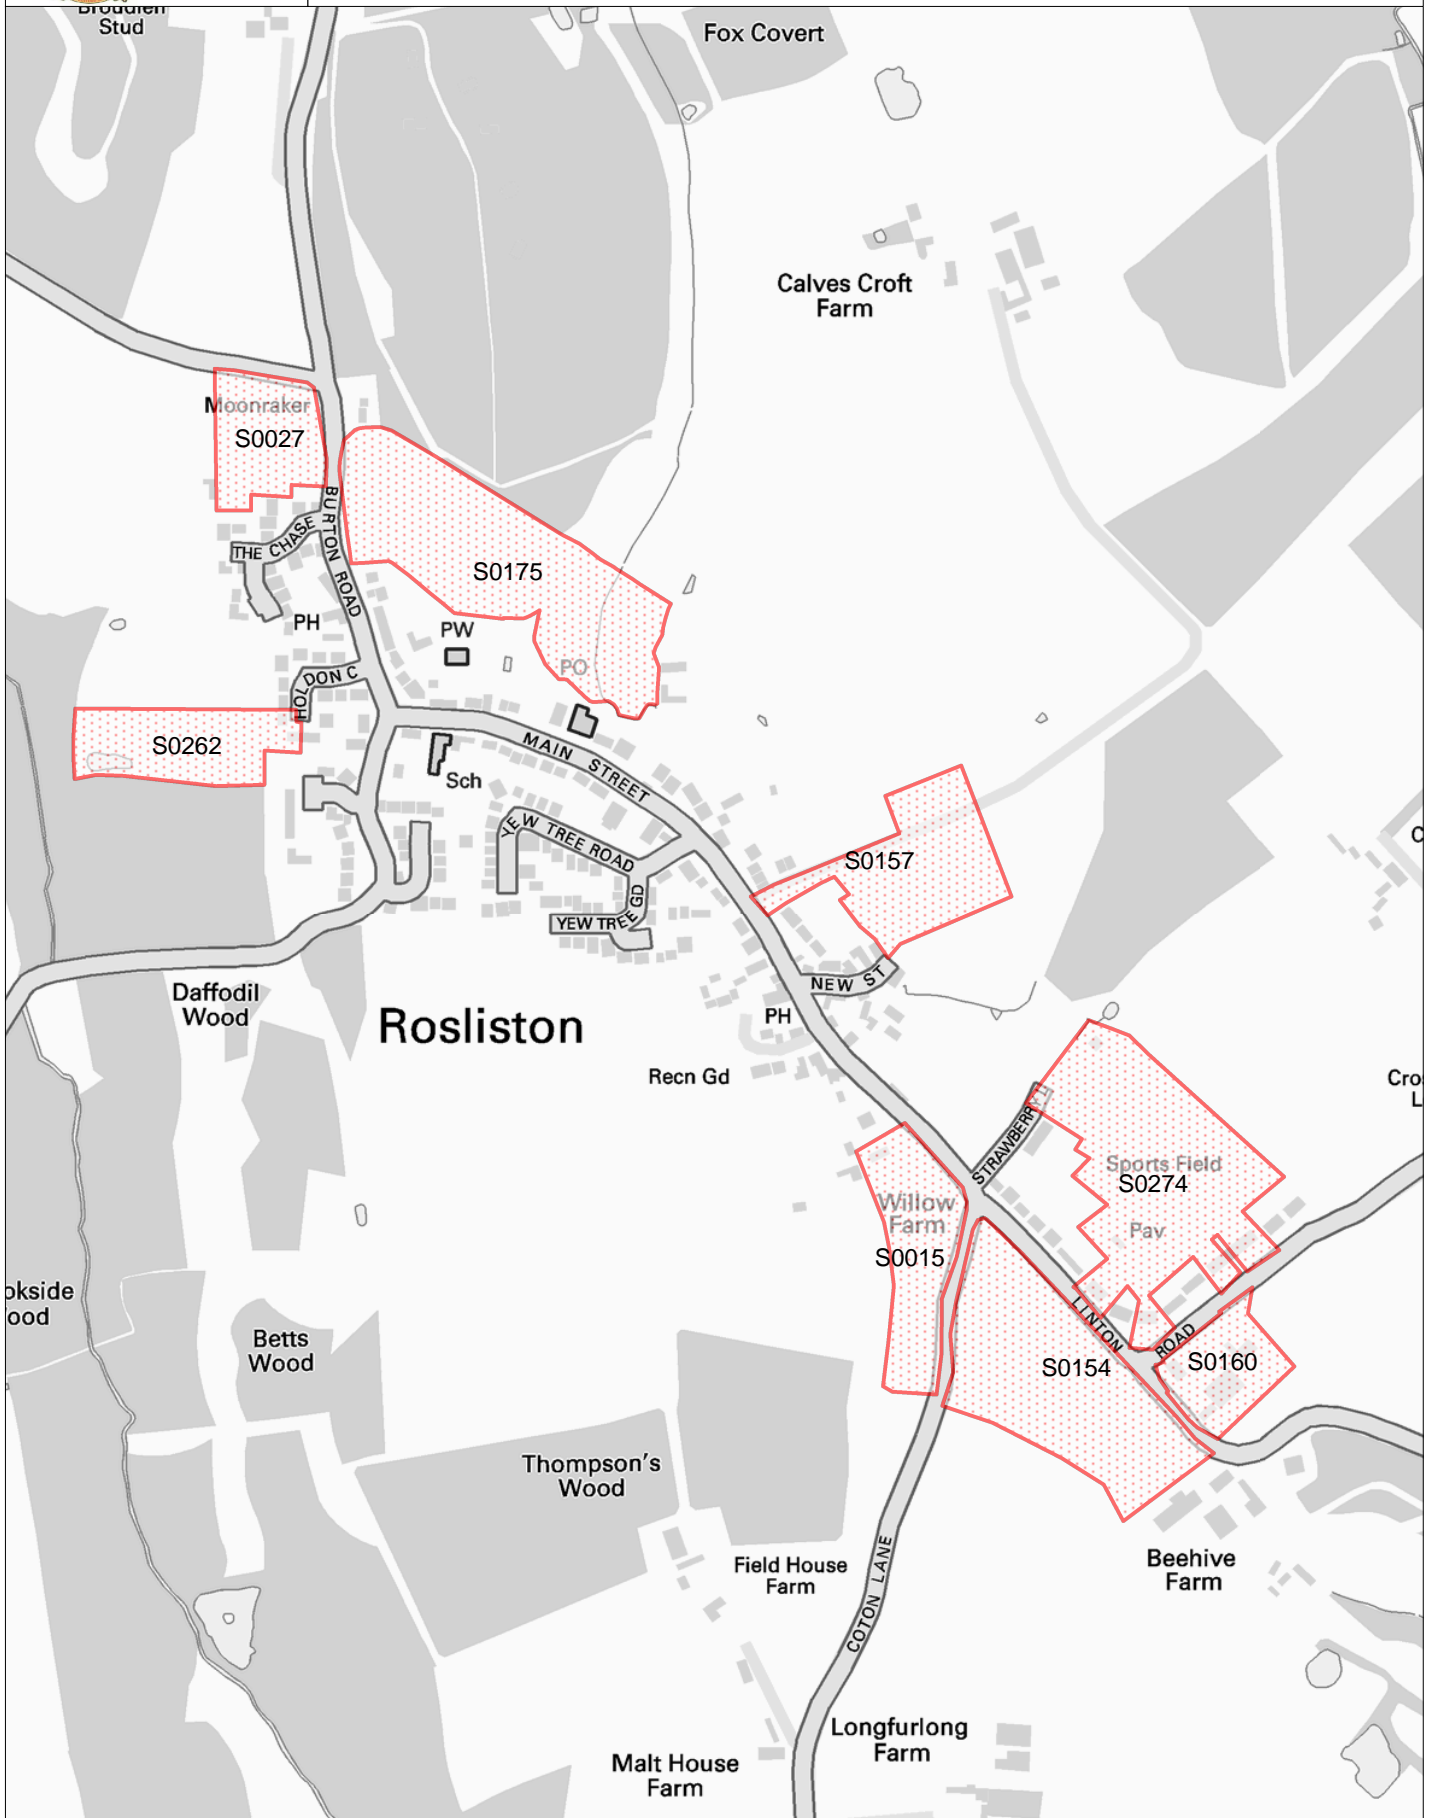 Stud
Fox Covert
Calves Croft
Farm
Moonraker
S0027
BURTON ROAD
THE CHASE
S0175
PH
PW
PO
HOLDON C
S0262
MAIN STREET
Sch
YEW TREE ROAD
S0157
YEW TREE GD
NEW ST
Daffodil
Wood
Rosliston
PH
Recn Gd
Cro
L
C
STRAWBERRY L
Sports Field
S0274
Willow
Farm
Pav
S0015
okside
ood
LINTON ROAD
Betts
Wood
S0154
S0160
Thompson's
Wood
Field House
Farm
Beehive
Farm
COTON LANE
Longfurlong
Farm
Malt House
Farm